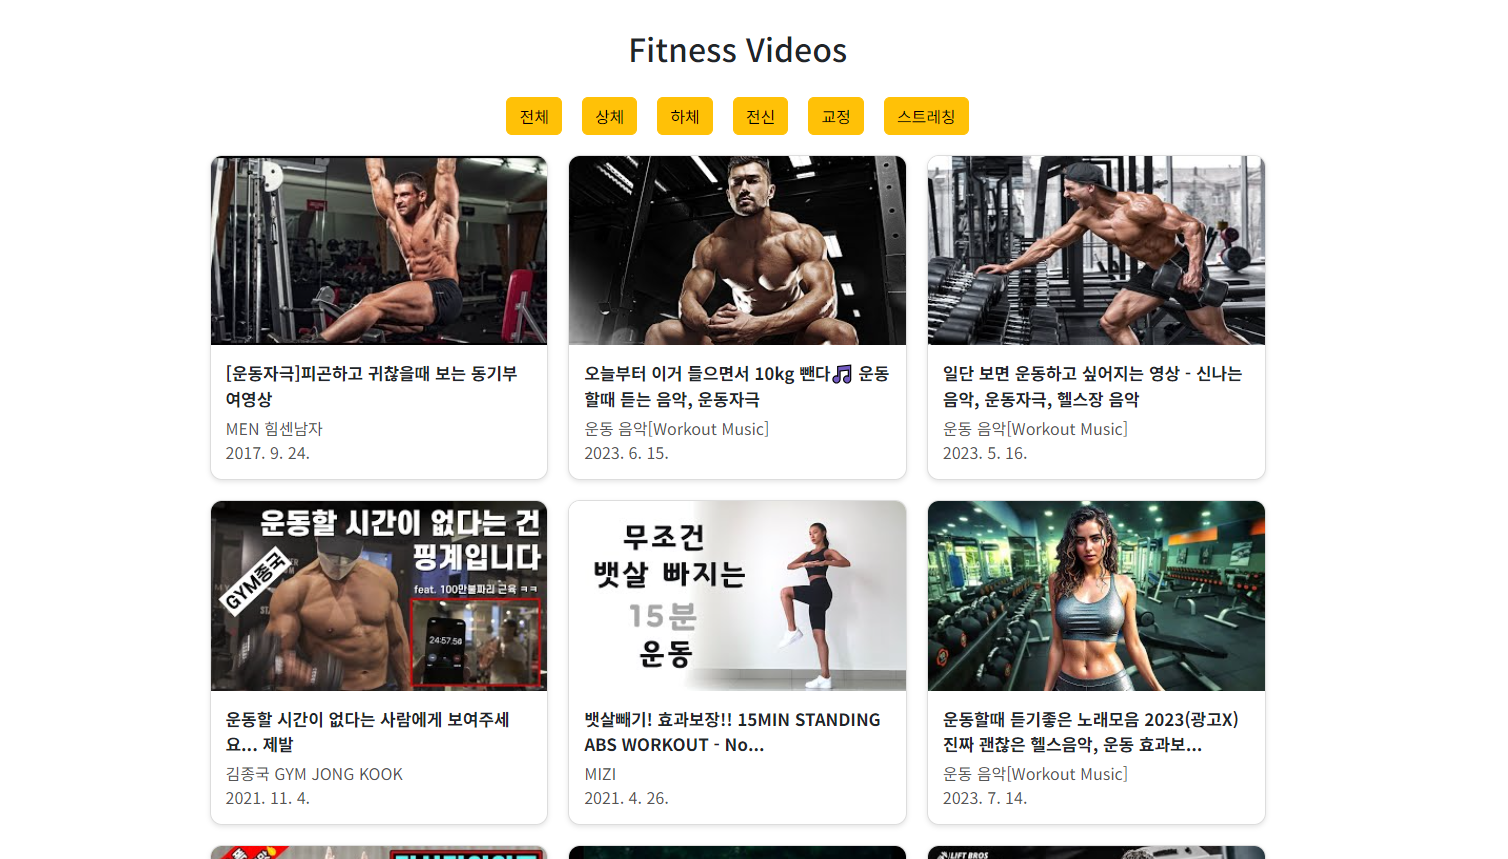 Fitness Videos
전체 상체 하체 전신 교정 스트레칭
[운동자극]피곤하고 귀찮을때 보는 동기부
여영상
MEN 힘센남자
2017. 9. 24.
오늘부터 이거 들으면서 10kg 뺀다🎵 운동
할때 듣는 음악, 운동자극
운동 음악[Workout Music]
2023. 6. 15.
일단 보면 운동하고 싶어지는 영상 - 신나는
음악, 운동자극, 헬스장 음악
운동 음악[Workout Music]
2023. 5. 16.
운동할 시간이 없다는 건
핑계입니다
feat. 100만불짜리 근육 ㅋㅋ
GYM종국
24:57.50
운동할 시간이 없다는 사람에게 보여주세
요... 제발
김종국 GYM JONG KOOK
2021. 11. 4.
무조건
뱃살 빠지는
15분
운동
뱃살빼기! 효과보장!! 15MIN STANDING
ABS WORKOUT - No...
MIZI
2021. 4. 26.
운동할때 듣기좋은 노래모음 2023(광고X)
진짜 괜찮은 헬스음악, 운동 효과보...
운동 음악[Workout Music]
2023. 7. 14.
LIFT BROS